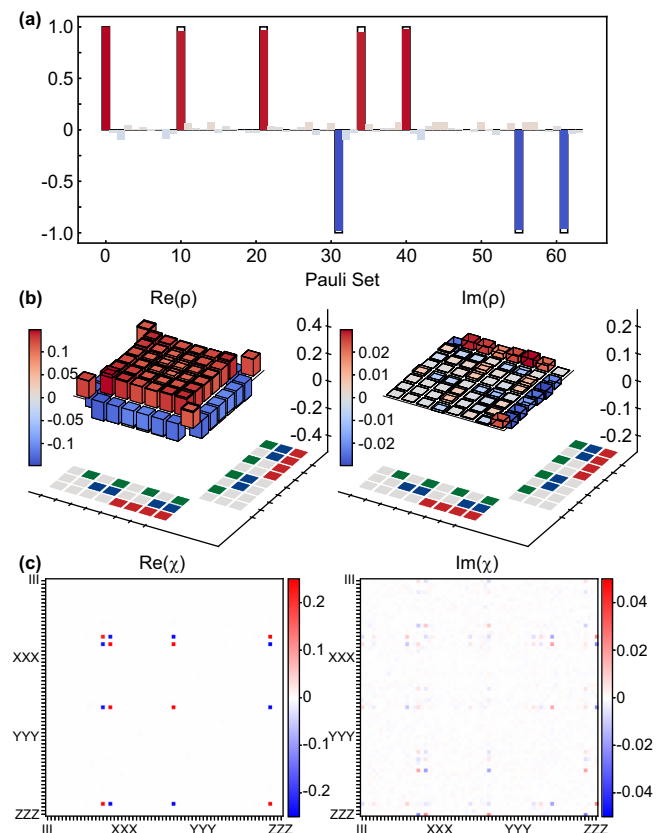 (a)
1.0
0.5
0
-0.5
-1.0
0 10 20 30 40 50 60
Pauli Set
(b) Re(ρ) Im(ρ)
0.1
0.05
0
-0.05
-0.1
0.4
0.2
0
-0.2
-0.4
0.02
0.01
0
-0.01
-0.02
0.2
0.1
0
-0.1
-0.2
(c) Re(χ) Im(χ)
III
XXX
YYY
ZZZ
III XXX YYY ZZZ
0.2
0.1
0
-0.1
-0.2
III
XXX
YYY
ZZZ
III XXX YYY ZZZ
0.04
0.02
0
-0.02
-0.04